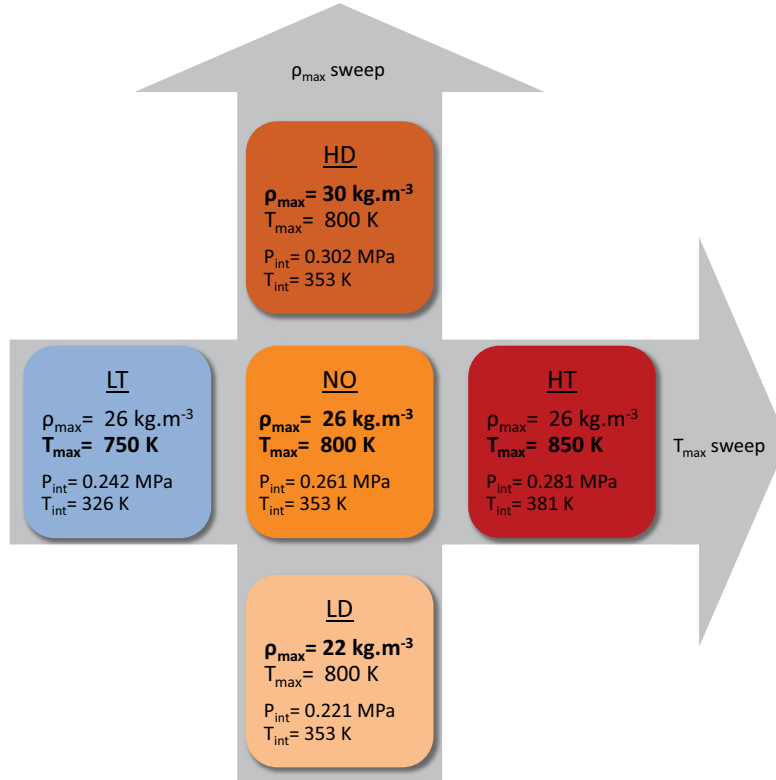 ρmax sweep
HD
ρmax= 30 kg.m-3
Tmax= 800 K
Pint= 0.302 MPa
Tint= 353 K
LT
ρmax= 26 kg.m-3
Tmax= 750 K
Pint= 0.242 MPa
Tint= 326 K
NO
ρmax= 26 kg.m-3
Tmax= 800 K
Pint= 0.261 MPa
Tint= 353 K
HT
ρmax= 26 kg.m-3
Tmax= 850 K
Pint= 0.281 MPa
Tint= 381 K
Tmax sweep
LD
ρmax= 22 kg.m-3
Tmax= 800 K
Pint= 0.221 MPa
Tint= 353 K